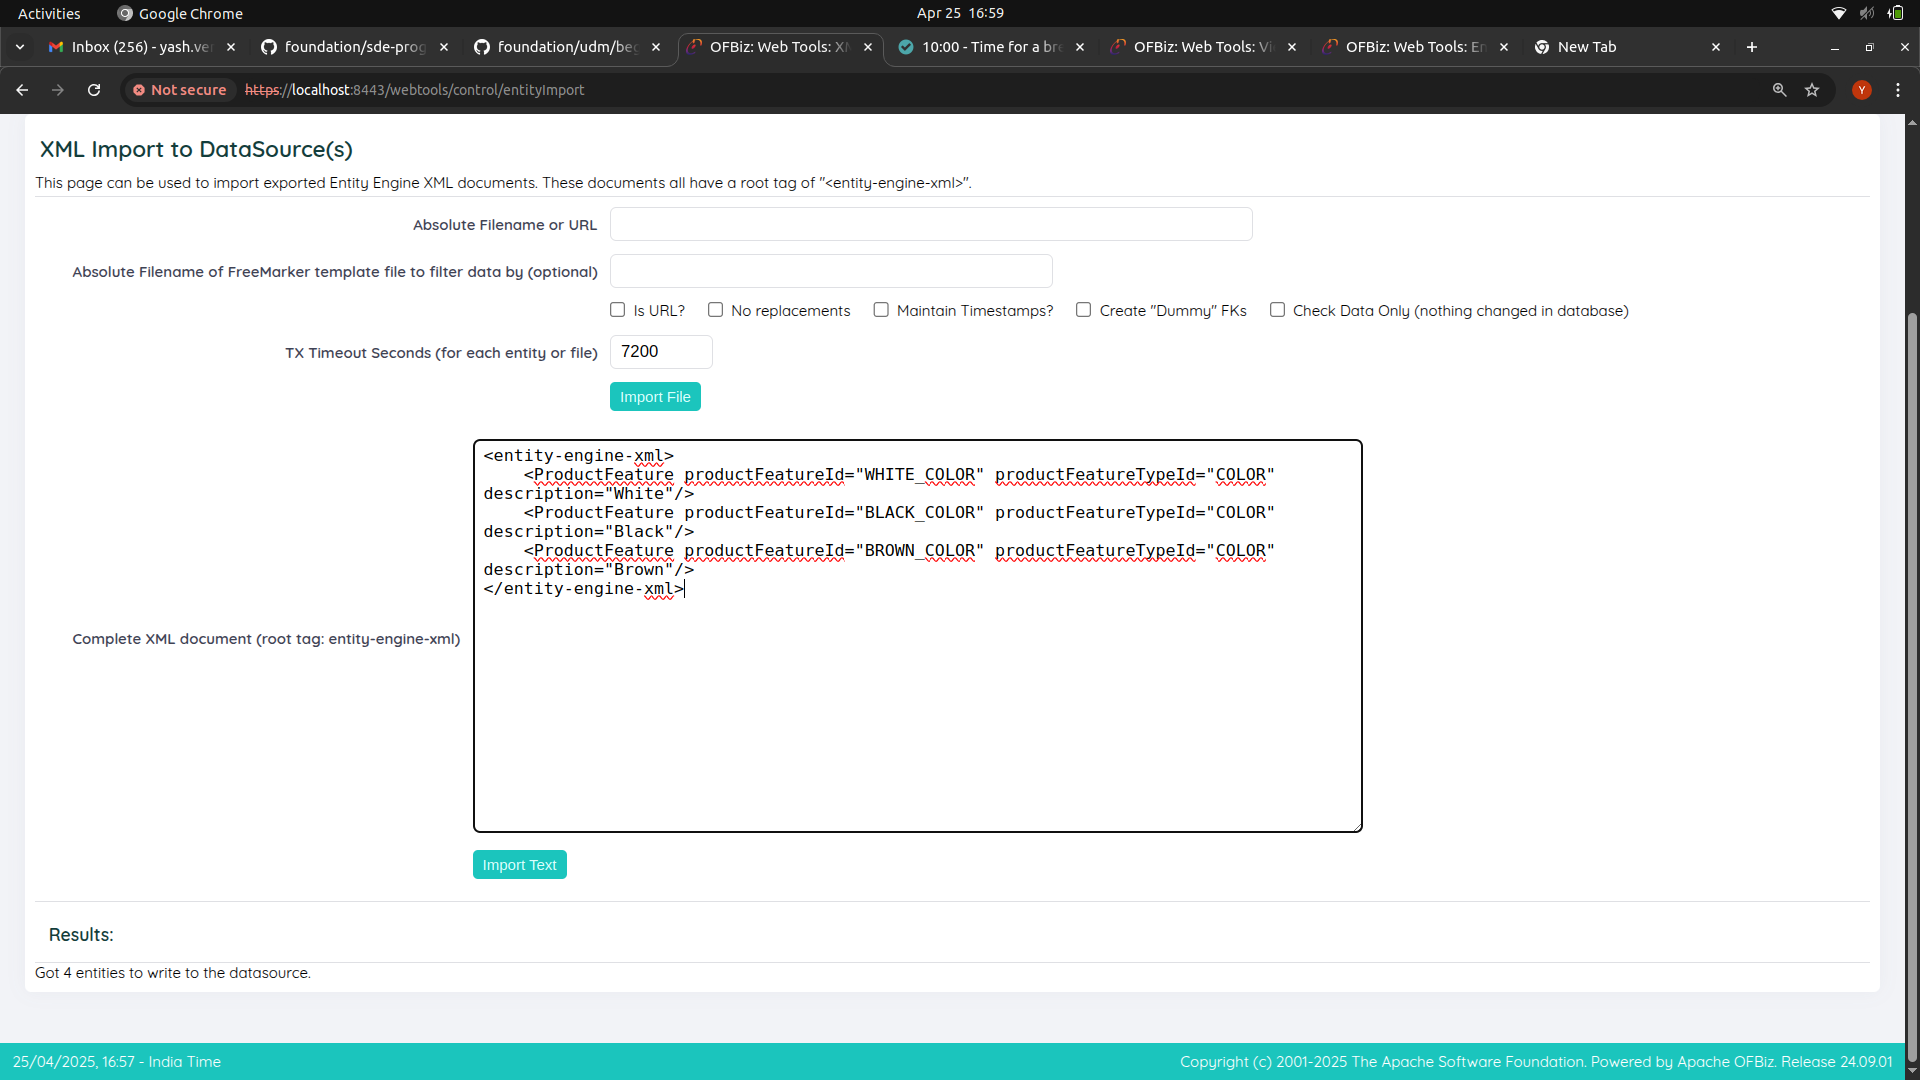 Activities
Google Chrome
Apr 25 16:59
Inbox (256) - yash.ver
foundation/sde-prog
foundation/udm/beg
OFBiz: Web Tools: XM
10:00 - Time for a bre
OFBiz: Web Tools: Vi
OFBiz: Web Tools: En
New Tab
Not secure
https://localhost:8443/webtools/control/entityImport
Y
XML Import to DataSource(s)
This page can be used to import exported Entity Engine XML documents. These documents all have a root tag of "<entity-engine-xml>".
Absolute Filename or URL
Absolute Filename of FreeMarker template file to filter data by (optional)
Is URL? No replacements Maintain Timestamps? Create "Dummy" FKs Check Data Only (nothing changed in database)
TX Timeout Seconds (for each entity or file) 7200
Import File
<entity-engine-xml>
<ProductFeature productFeatureId="WHITE_COLOR" productFeatureTypeId="COLOR"
description="White"/>
<ProductFeature productFeatureId="BLACK_COLOR" productFeatureTypeId="COLOR"
description="Black"/>
<ProductFeature productFeatureId="BROWN_COLOR" productFeatureTypeId="COLOR"
description="Brown"/>
</entity-engine-xml>
Complete XML document (root tag: entity-engine-xml)
Import Text
Results:
Got 4 entities to write to the datasource.
25/04/2025, 16:57 - India Time
Copyright (c) 2001-2025 The Apache Software Foundation. Powered by Apache OFBiz. Release 24.09.01